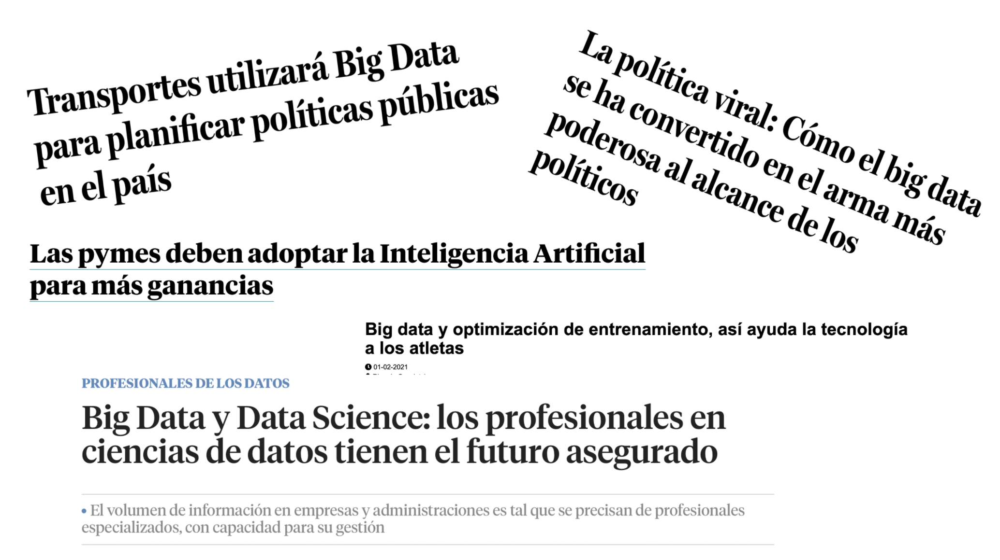 Transportes utilizará Big Data
para planificar políticas públicas
en el país
La política viral: Cómo el big data
se ha convertido en el arma más
poderosa al alcance de los
políticos
Las pymes deben adoptar la Inteligencia Artificial
para más ganancias
Big data y optimización de entrenamiento, así ayuda la tecnología
a los atletas
01-02-2021
PROFESIONALES DE LOS DATOS
Big Data y Data Science: los profesionales en
ciencias de datos tienen el futuro asegurado
• El volumen de información en empresas y administraciones es tal que se precisan de profesionales
especializados, con capacidad para su gestión